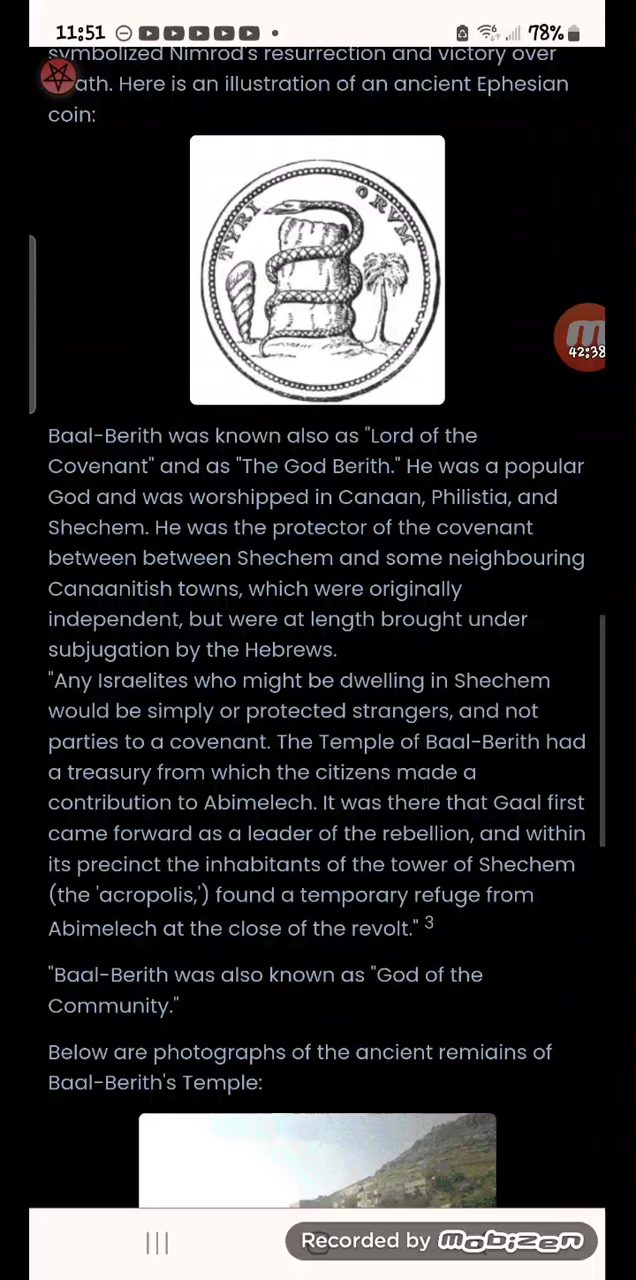 11:51
78%
symbolized Nimrod's resurrection and victory over
ath. Here is an illustration of an ancient Ephesian
coin:
TYRI ORVM
42:38
Baal-Berith was known also as "Lord of the
Covenant" and as "The God Berith." He was a popular
God and was worshipped in Canaan, Philistia, and
Shechem. He was the protector of the covenant
between between Shechem and some neighbouring
Canaanitish towns, which were originally
independent, but were at length brought under
subjugation by the Hebrews.
"Any Israelites who might be dwelling in Shechem
would be simply or protected strangers, and not
parties to a covenant. The Temple of Baal-Berith had
a treasury from which the citizens made a
contribution to Abimelech. It was there that Gaal first
came forward as a leader of the rebellion, and within
its precinct the inhabitants of the tower of Shechem
(the 'acropolis,') found a temporary refuge from
Abimelech at the close of the revolt." 3
"Baal-Berith was also known as "God of the
Community."
Below are photographs of the ancient remiains of
Baal-Berith's Temple:
Recorded by mobizen